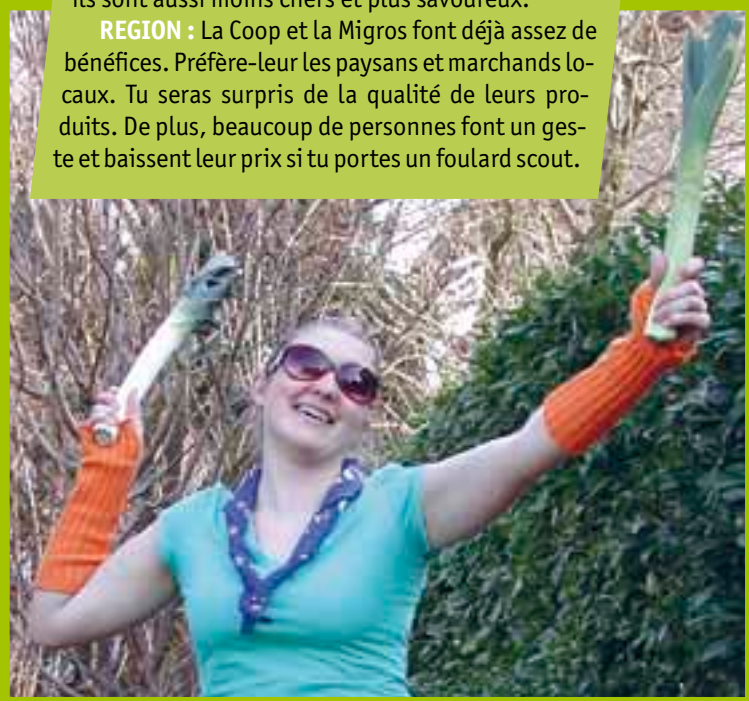 ils sont aussi moins chers et plus savoureux.
REGION : La Coop et la Migros font déjà assez de
bénéfices. Préfère-leur les paysans et marchands lo-
caux. Tu seras surpris de la qualité de leurs pro-
duits. De plus, beaucoup de personnes font un ges-
te et baissent leur prix si tu portes un foulard scout.